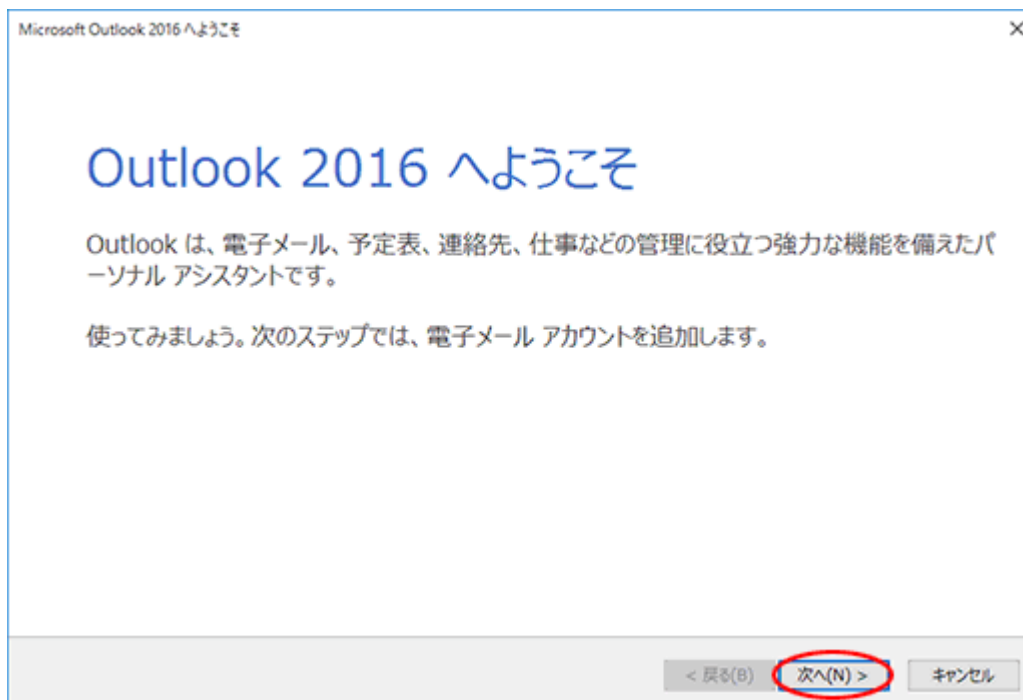 Microsoft Outlook 2016 へようこそ
Outlook 2016 へようこそ
Outlook は、電子メール、予定表、連絡先、仕事などの管理に役立つ強力な機能を備えたパ
ーソナル アシスタントです。
使ってみましょう。次のステップでは、電子メール アカウントを追加します。
< 戻る(B) 次へ(N) > キャンセル